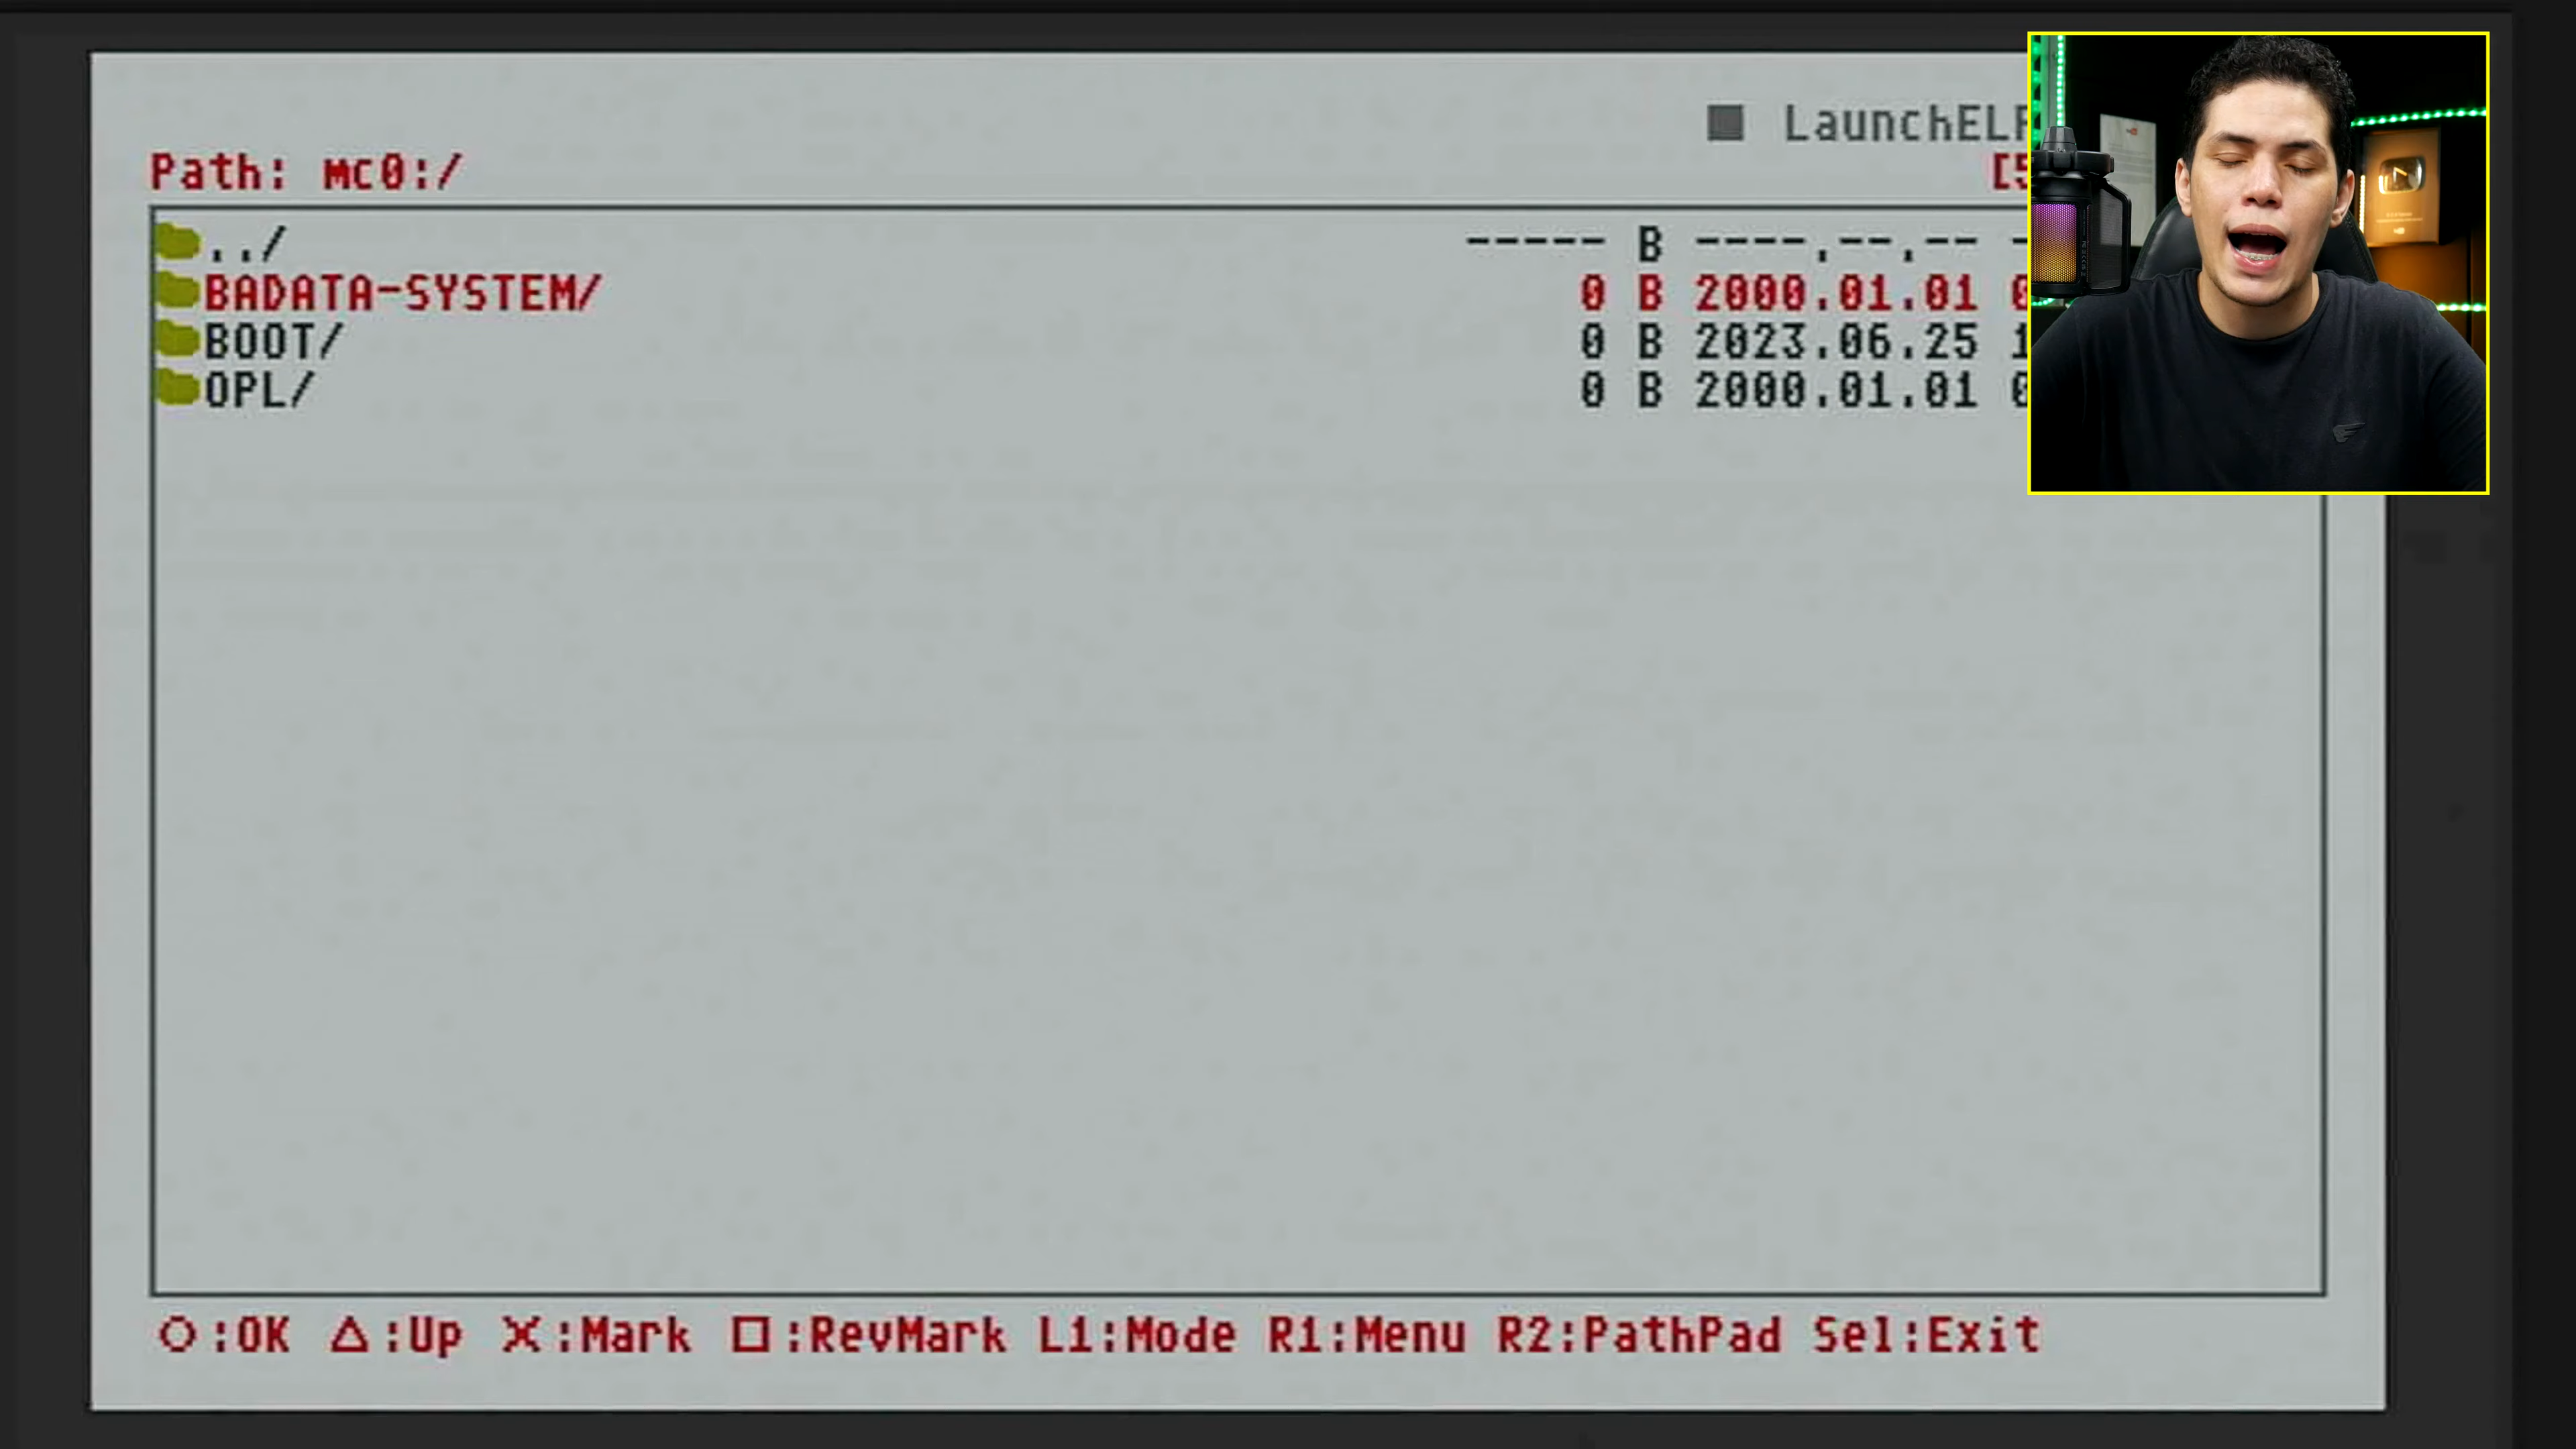 LaunchELF
Path: mc0:/
../ ----- B ----.--.--
BADATA-SYSTEM/ 0 B 2000.01.01
BOOT/ 0 B 2023.06.25
OPL/ 0 B 2000.01.01
○:OK △:Up X:Mark □:RevMark L1:Mode R1:Menu R2:PathPad Sel:Exit